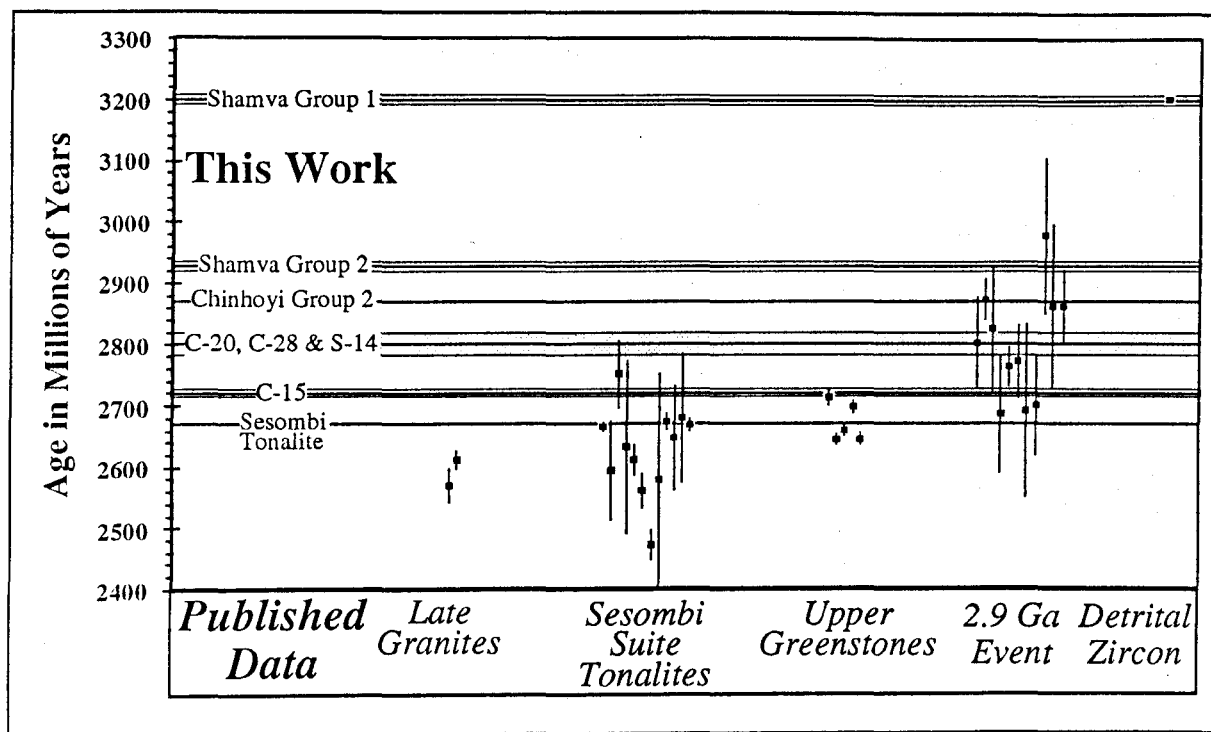 Age in Millions of Years
3300
3200
3100
3000
2900
2800
2700
2600
2500
2400
Shamva Group 1
This Work
Shamva Group 2
Chinhoyi Group 2
C-20, C-28 & S-14
C-15
Sesombi
Tonalite
Published
Data
Late
Granites
Sesombi
Suite
Tonalites
Upper
Greenstones
2.9 Ga
Event
Detrital
Zircon